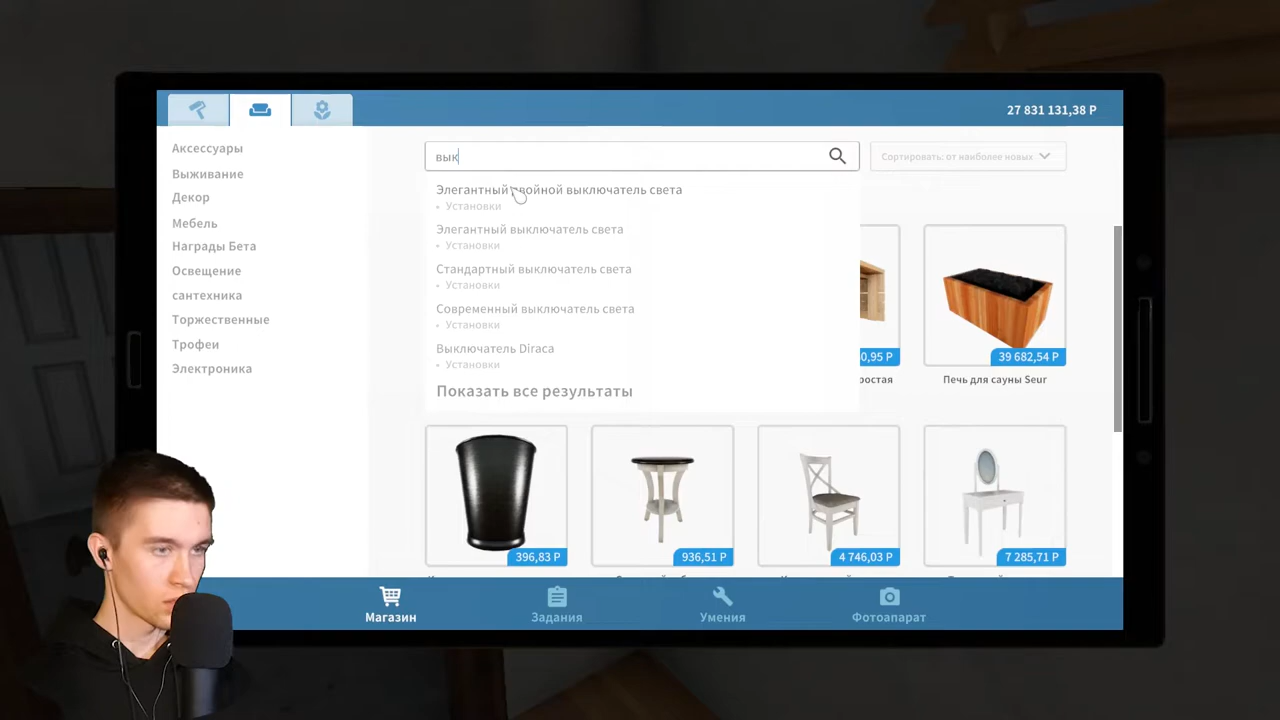 27 831 131,38 Р
Аксессуары
Выживание
Декор
Мебель
Награды Бета
Освещение
сантехника
Торжественные
Трофеи
Электроника
вык
Сортировать: от наиболее новых
Элегантный двойной выключатель света
Установки
Элегантный выключатель света
Установки
Стандартный выключатель света
Установки
Современный выключатель света
Установки
Выключатель Diraca
Установки
Показать все результаты
0,95 Р
39 682,54 Р
ростая
Печь для сауны Seur
396,83 Р
936,51 Р
4 746,03 Р
7 285,71 Р
Магазин
Задания
Умения
Фотоапарат